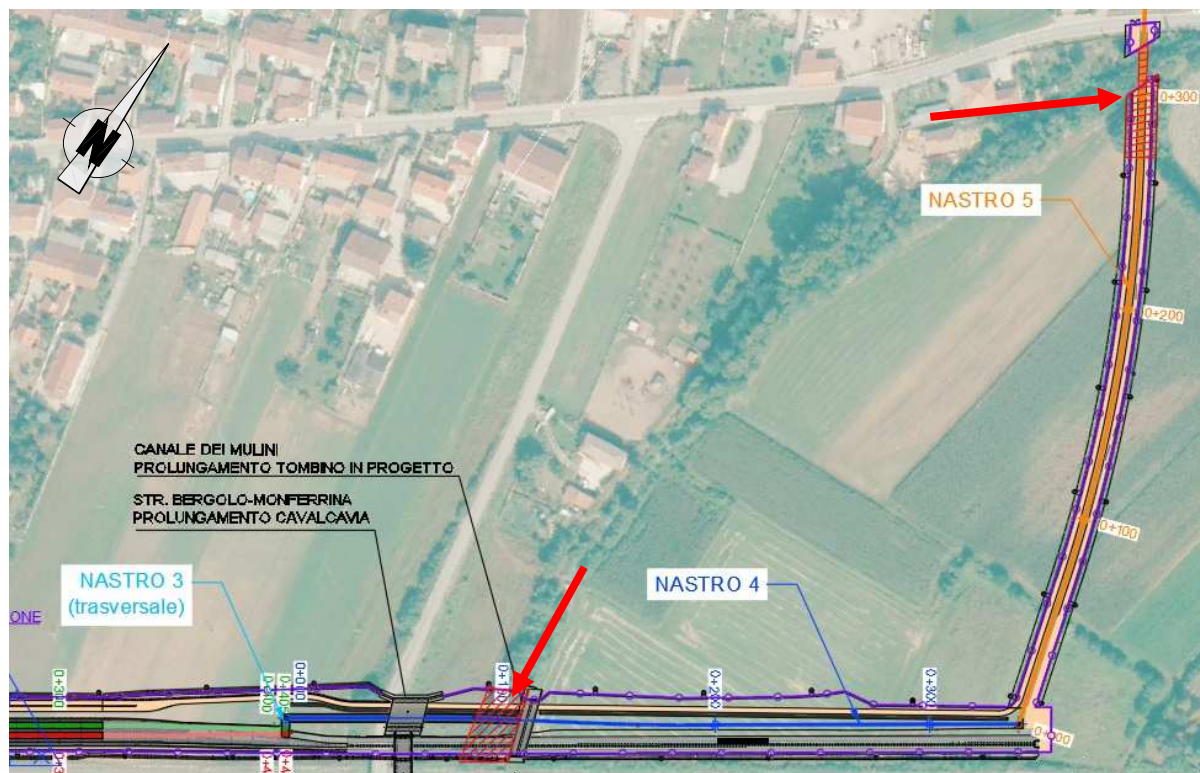 N
0+300
NASTRO 5
0+200
0+100
CANALE DEI MULINI
PROLUNGAMENTO TOMBINO IN PROGETTO
STR. BERGOLO-MONFERRINA
PROLUNGAMENTO CAVALCAVIA
NASTRO 3
(trasversale)
NASTRO 4
ONE
0+300
0+000
0+200
0+300